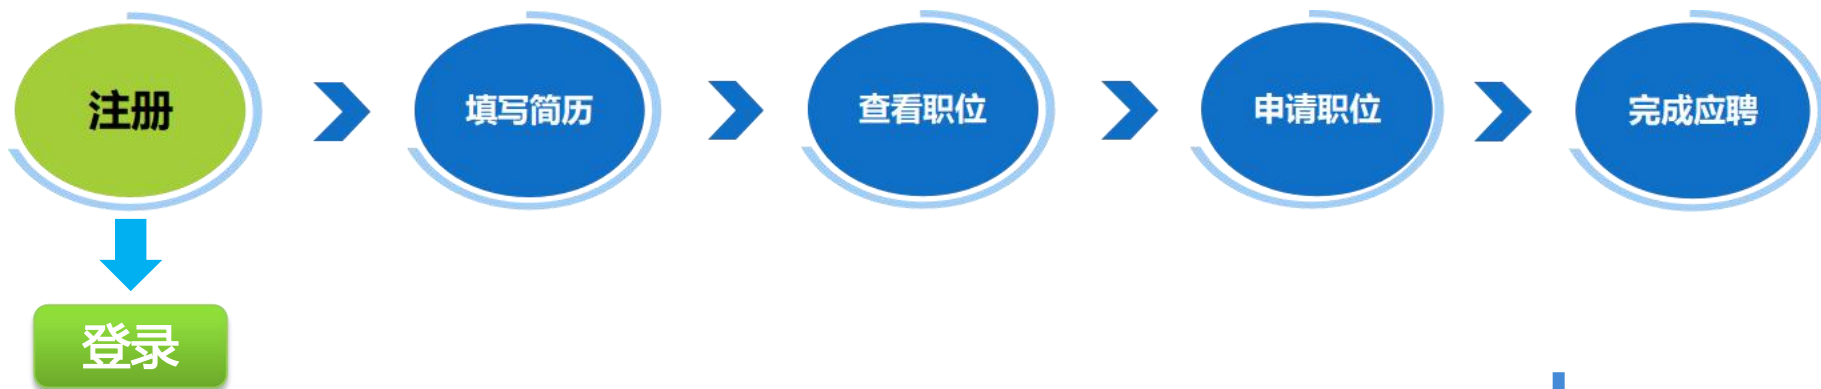 注册
填写简历
查看职位
申请职位
完成应聘
登录